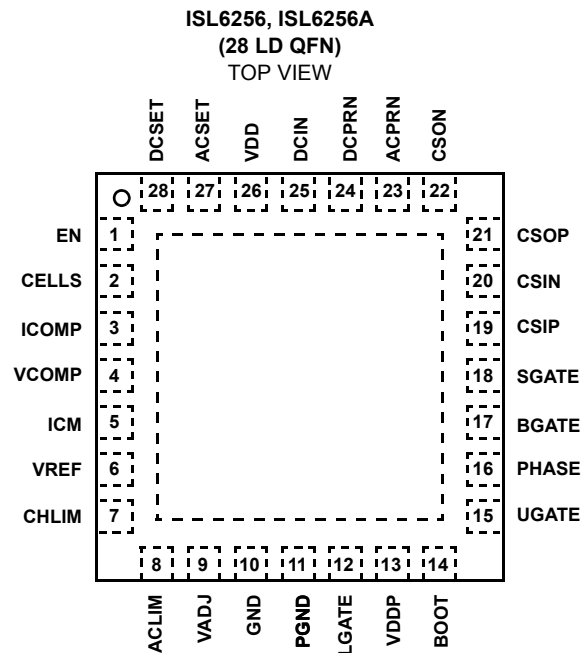 ISL6256, ISL6256A
(28 LD QFN)
TOP VIEW
DCSET
ACSET
VDD
DCIN
DCPRN
ACPRN
CSON
28 27 26 25 24 23 22
EN 1 21 CSOP
CELLS 2 20 CSIN
ICOMP 3 19 CSIP
VCOMP 4 18 SGATE
ICM 5 17 BGATE
VREF 6 16 PHASE
CHLIM 7 15 UGATE
8 9 10 11 12 13 14
ACLIM
VADJ
GND
PGND
LGATE
VDDP
BOOT